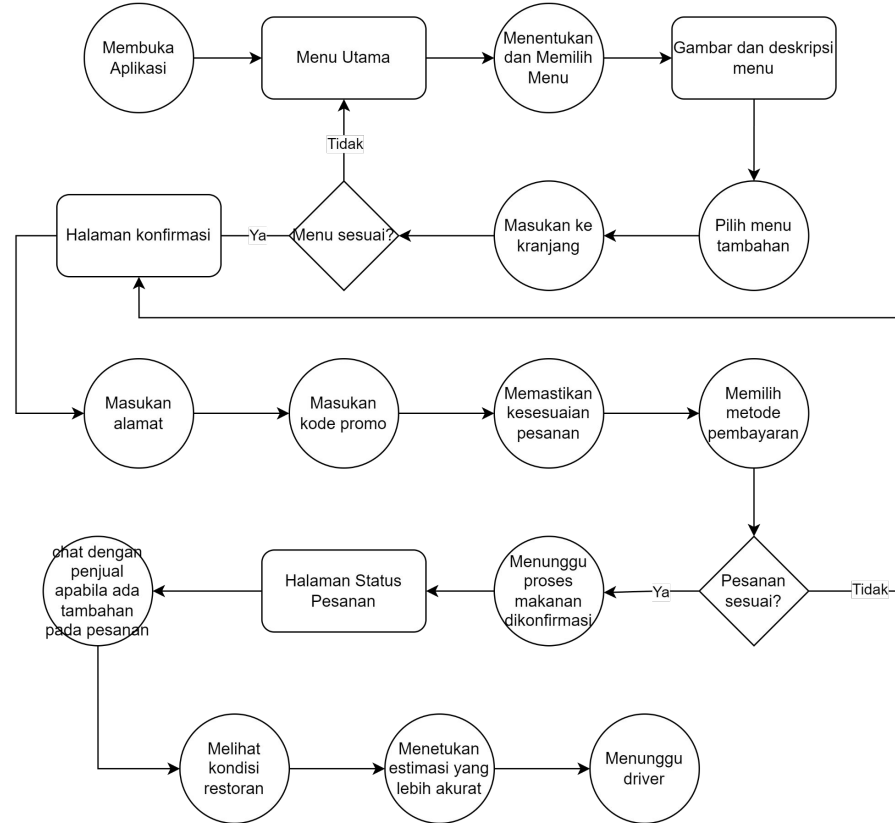 Membuka
Aplikasi
Menu Utama
Menentukan
dan Memilih
Menu
Gambar dan deskripsi
menu
Tidak
Halaman konfirmasi
Ya
Menu sesuai?
Masukan ke
kranjang
Pilih menu
tambahan
Masukan
alamat
Masukan
kode promo
Memastikan
kesesuaian
pesanan
Memilih
metode
pembayaran
chat dengan
penjual
apabila ada
tambahan
pada pesanan
Halaman Status
Pesanan
Menunggu
proses
makanan
dikonfirmasi
Ya
Pesanan
sesuai?
Tidak
Melihat
kondisi
restoran
Menetukan
estimasi yang
lebih akurat
Menunggu
driver